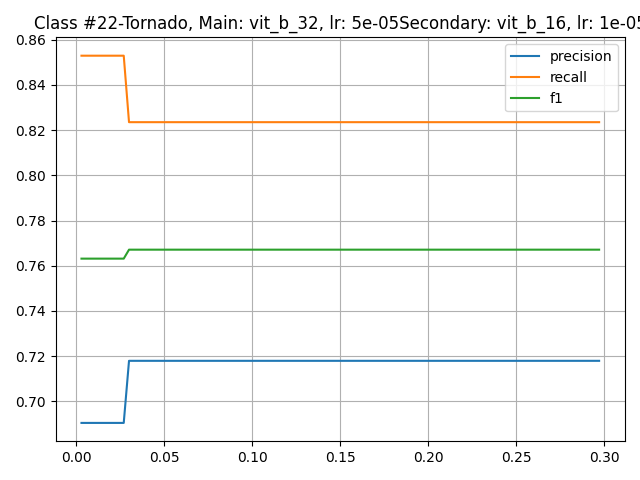 Class #22-Tornado, Main: vit_b_32, lr: 5e-05Secondary: vit_b_16, lr: 1e-05
precision
recall
f1
0.86
0.84
0.82
0.80
0.78
0.76
0.74
0.72
0.70
0.00 0.05 0.10 0.15 0.20 0.25 0.30